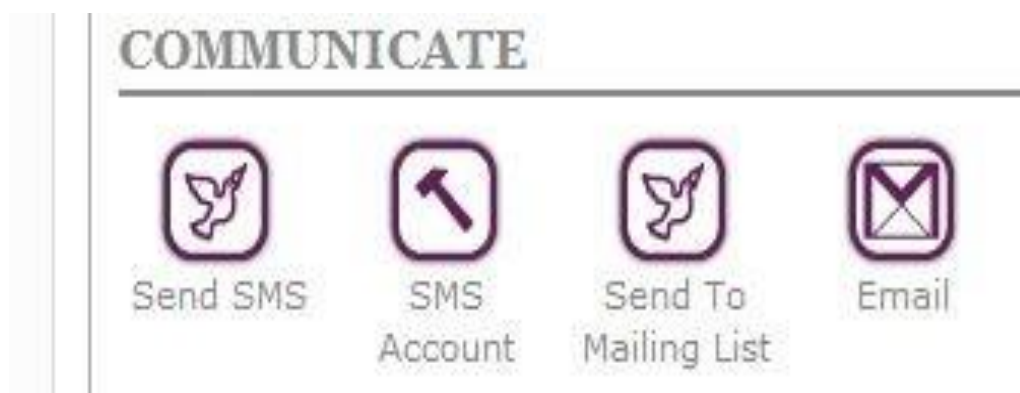 COMMUNICATE
Send SMS
SMS
Account
Send To
Mailing List
Email